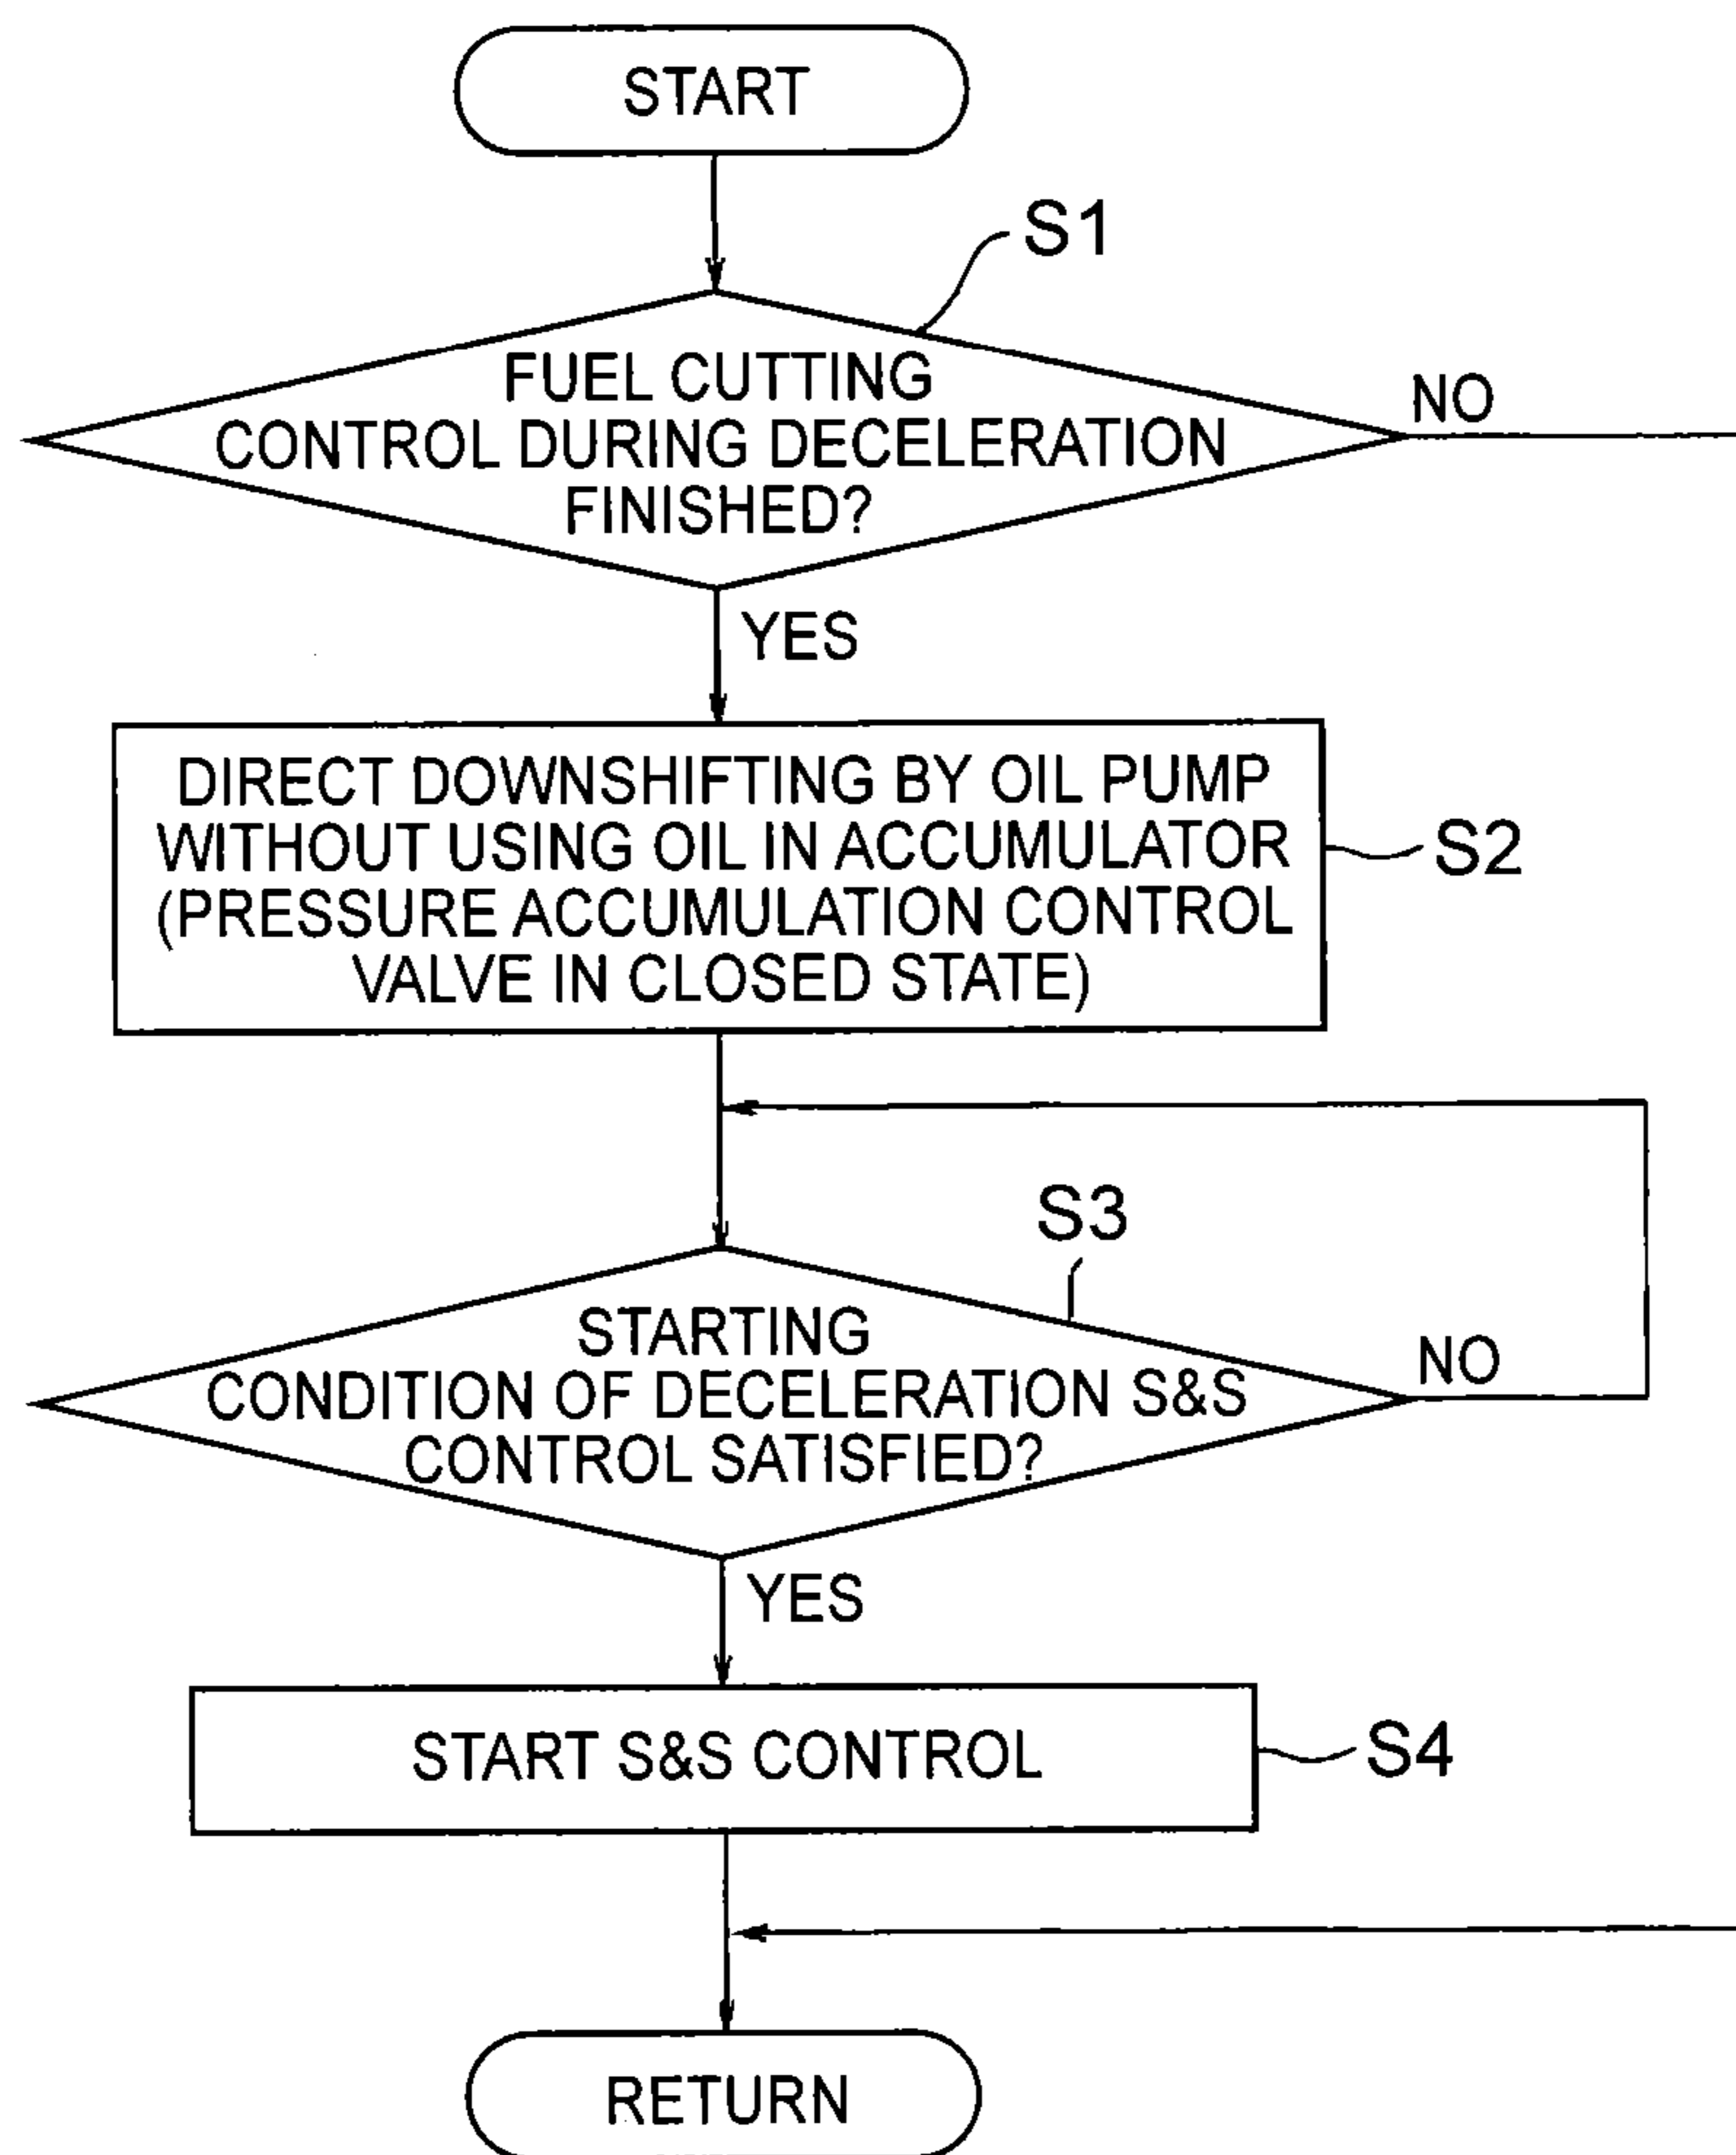 START
S1
FUEL CUTTING
CONTROL DURING DECELERATION
FINISHED?
NO
YES
DIRECT DOWNSHIFTING BY OIL PUMP
WITHOUT USING OIL IN ACCUMULATOR
(PRESSURE ACCUMULATION CONTROL
VALVE IN CLOSED STATE)
S2
S3
STARTING
CONDITION OF DECELERATION S&S
CONTROL SATISFIED?
NO
YES
START S&S CONTROL
S4
RETURN